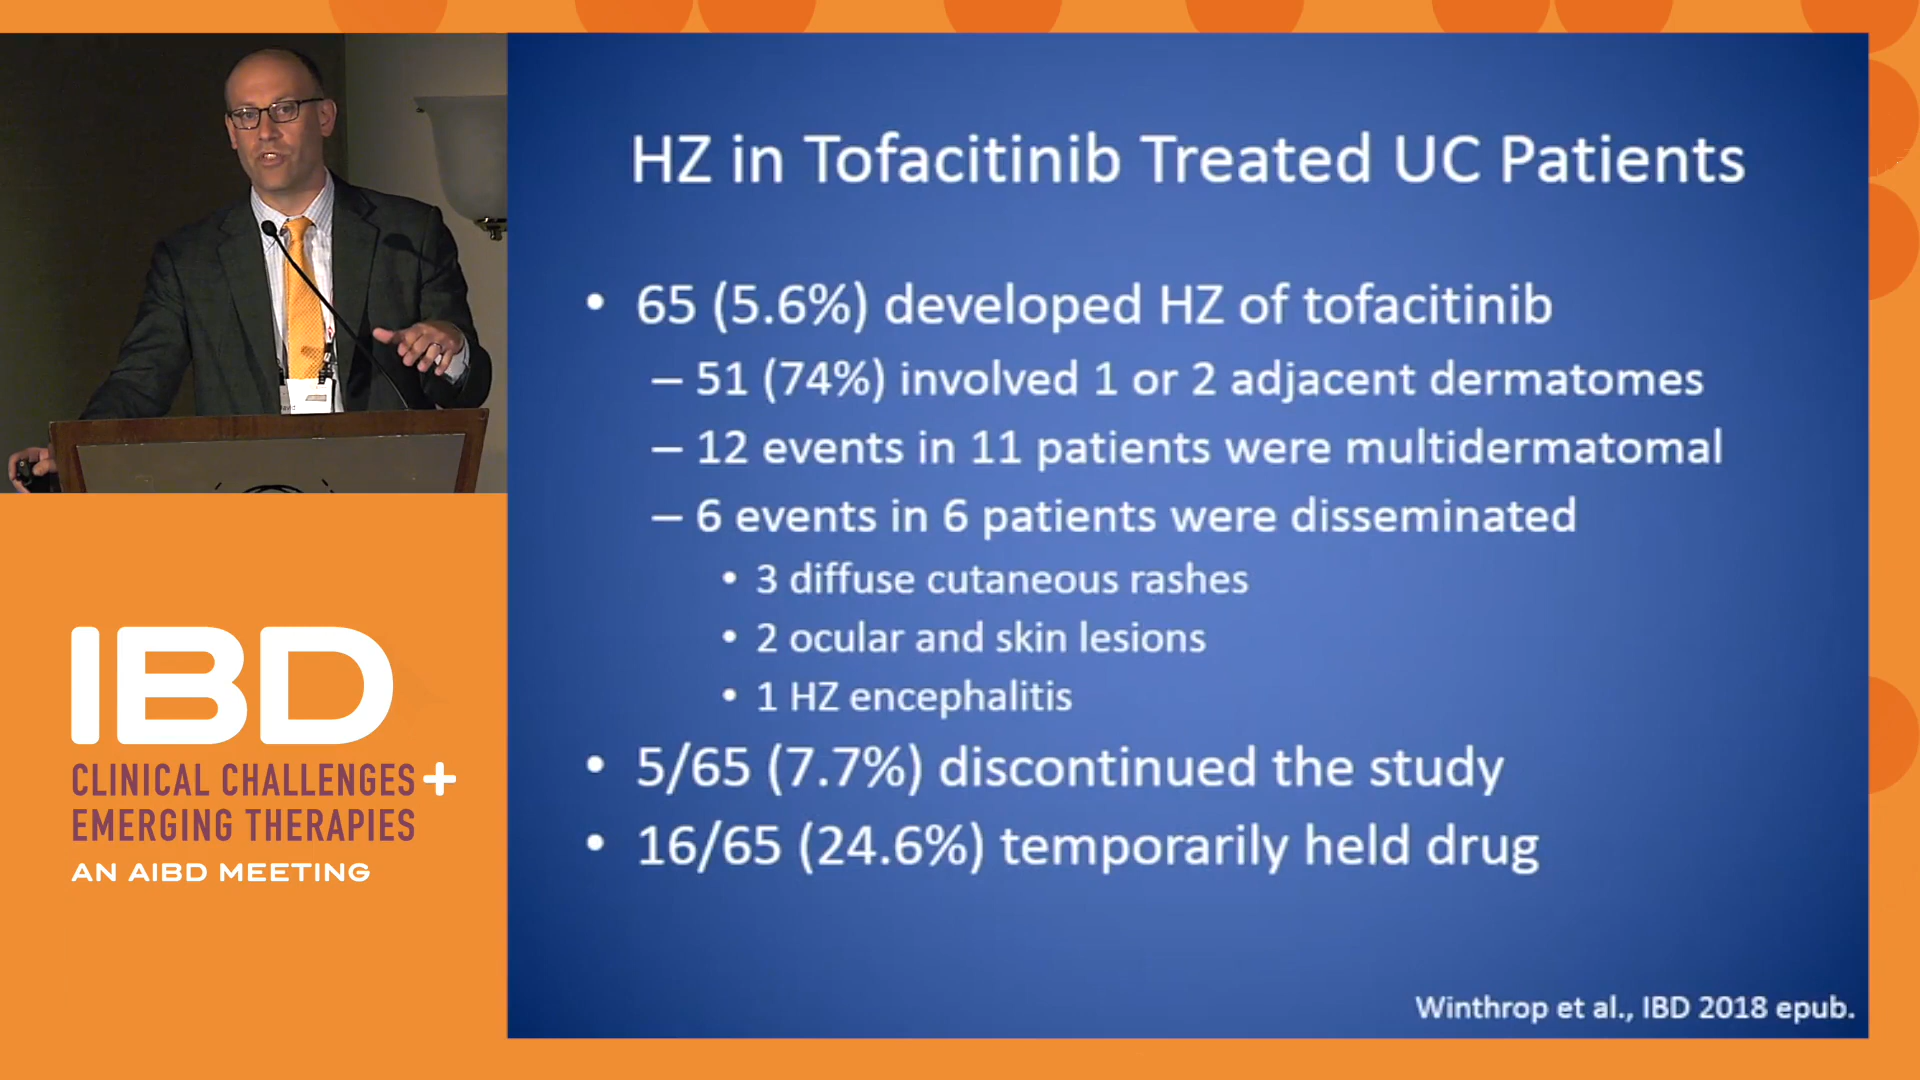 HZ in Tofacitinib Treated UC Patients
• 65 (5.6%) developed HZ of tofacitinib
– 51 (74%) involved 1 or 2 adjacent dermatomes
– 12 events in 11 patients were multidermatomal
– 6 events in 6 patients were disseminated
• 3 diffuse cutaneous rashes
• 2 ocular and skin lesions
• 1 HZ encephalitis
• 5/65 (7.7%) discontinued the study
• 16/65 (24.6%) temporarily held drug
Winthrop et al., IBD 2018 epub.
IBD
CLINICAL CHALLENGES +
EMERGING THERAPIES
AN AIBD MEETING